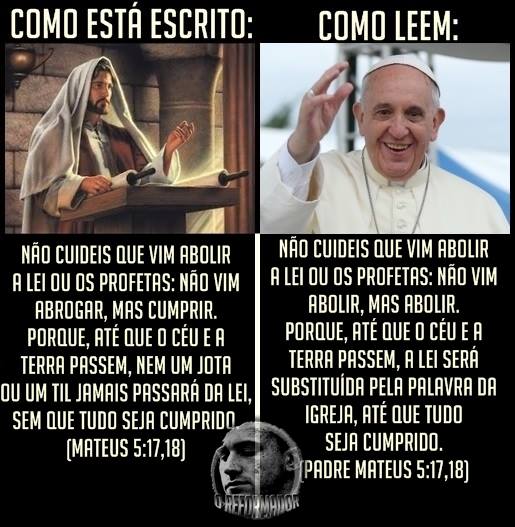 COMO ESTÁ ESCRITO:
NÃO CUIDEIS QUE VIM ABOLIR
A LEI OU OS PROFETAS: NÃO VIM
ABROGAR, MAS CUMPRIR.
PORQUE, ATÉ QUE O CÉU E A
TERRA PASSEM, NEM UM JOTA
OU UM TIL JAMAIS PASSARÁ DA LEI,
SEM QUE TUDO SEJA CUMPRIDO.
(MATEUS 5:17,18)
COMO LEEM:
NÃO CUIDEIS QUE VIM ABOLIR
A LEI OU OS PROFETAS: NÃO VIM
ABOLIR, MAS ABOLIR.
PORQUE, ATÉ QUE O CÉU E A
TERRA PASSEM, A LEI SERÁ
SUBSTITUÍDA PELA PALAVRA DA
IGREJA, ATÉ QUE TUDO
SEJA CUMPRIDO.
(PADRE MATEUS 5:17,18)
O REFORMADOR